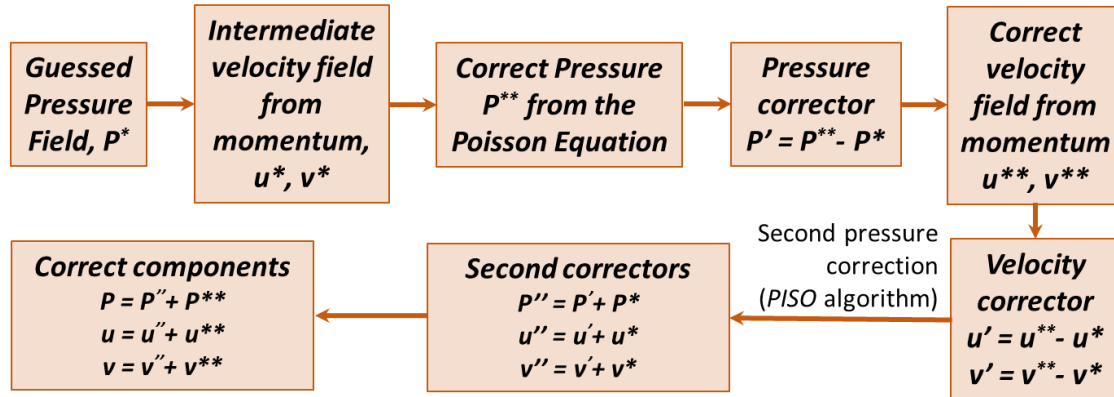 Guessed
Pressure
Field, P*
Intermediate
velocity field
from
momentum,
u*, v*
Correct Pressure
P** from the
Poisson Equation
Pressure
corrector
P' = P**- P*
Correct
velocity
field from
momentum
u**, v**
Velocity
corrector
u' = u**- u*
v' = v**- v*
Second pressure
correction
(PISO algorithm)
Second correctors
P'' = P'+ P*
u'' = u'+ u*
v'' = v'+ v*
Correct components
P = P''+ P**
u = u''+ u**
v = v''+ v**